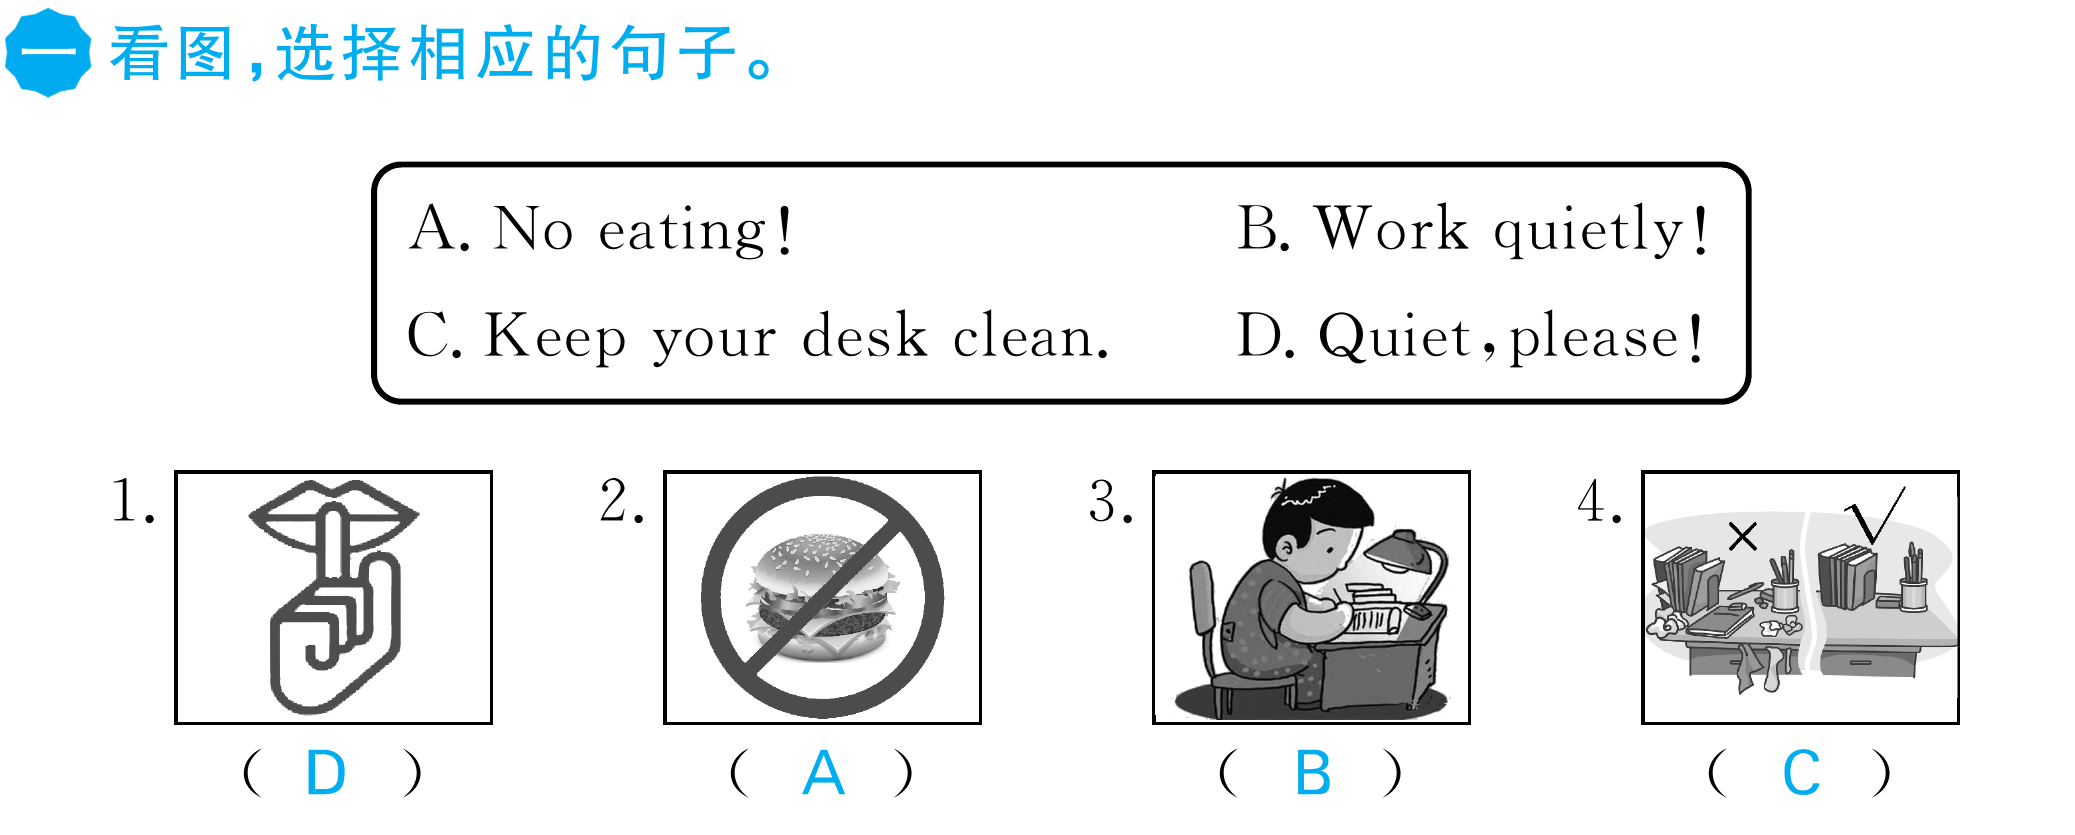 一 看图,选择相应的句子。
A. No eating! B. Work quietly!
C. Keep your desk clean. D. Quiet, please!
1. 2. 3. 4.
× √
( D ) ( A ) ( B ) ( C )